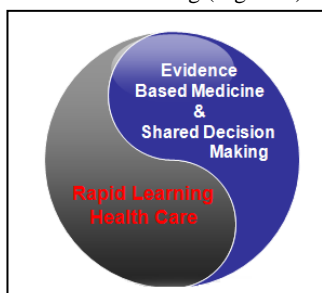 Evidence
Based Medicine
&
Shared Decision
Making
Rapid Learning
Health Care